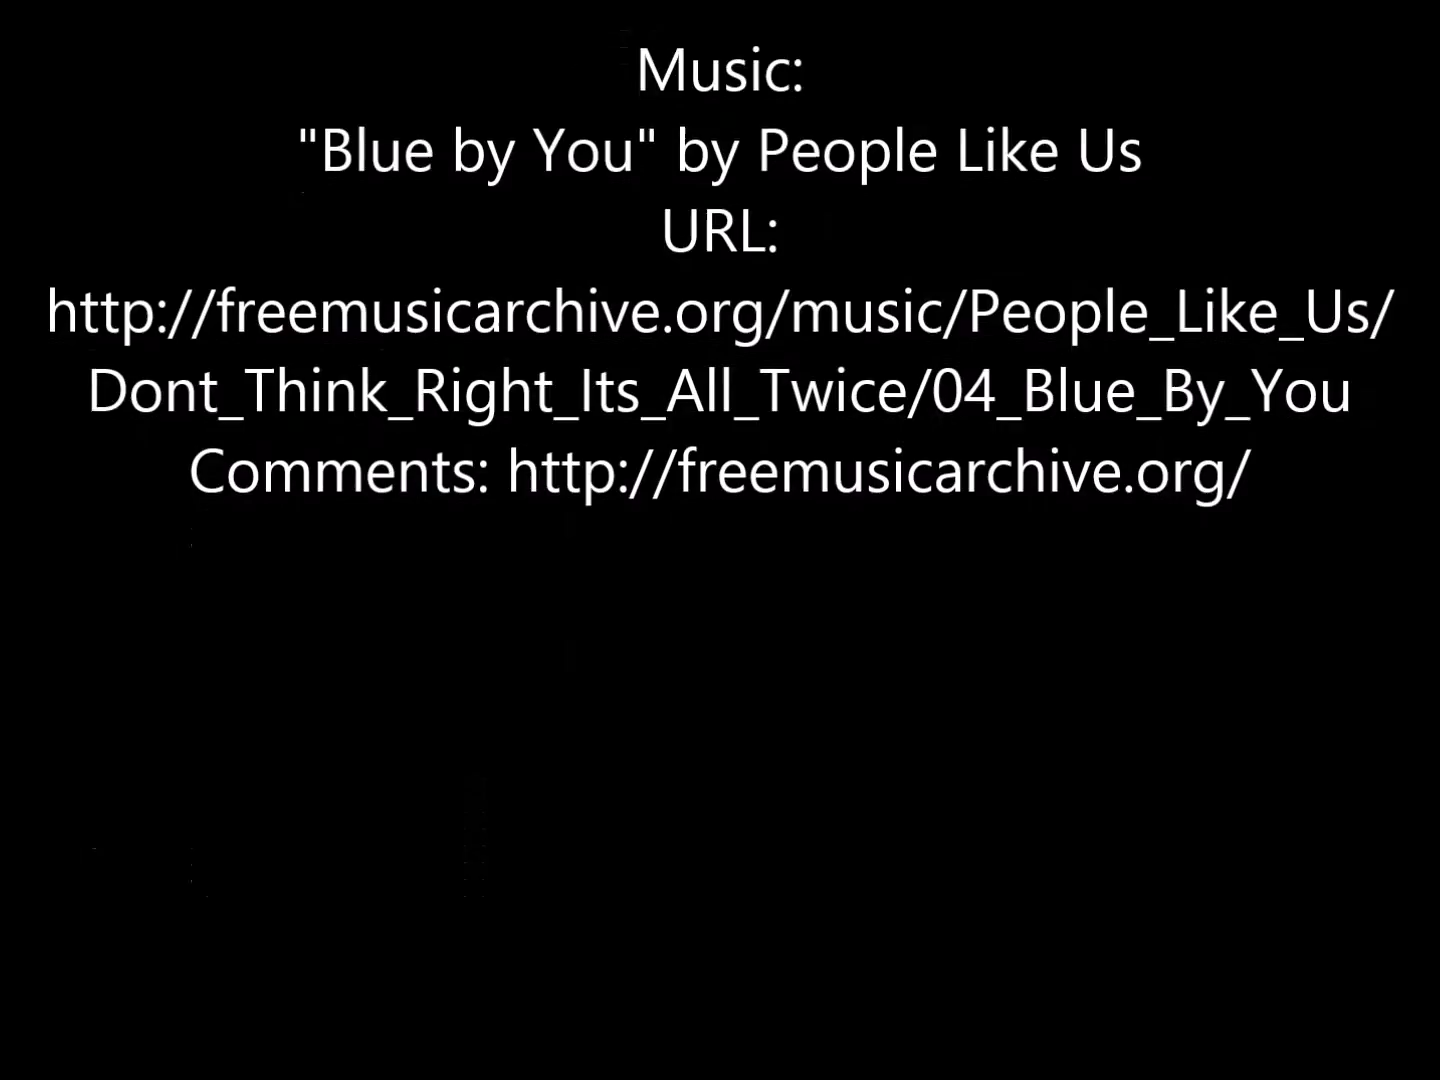 Music:
"Blue by You" by People Like Us
URL:
http://freemusicarchive.org/music/People_Like_Us/
Dont_Think_Right_Its_All_Twice/04_Blue_By_You
Comments: http://freemusicarchive.org/